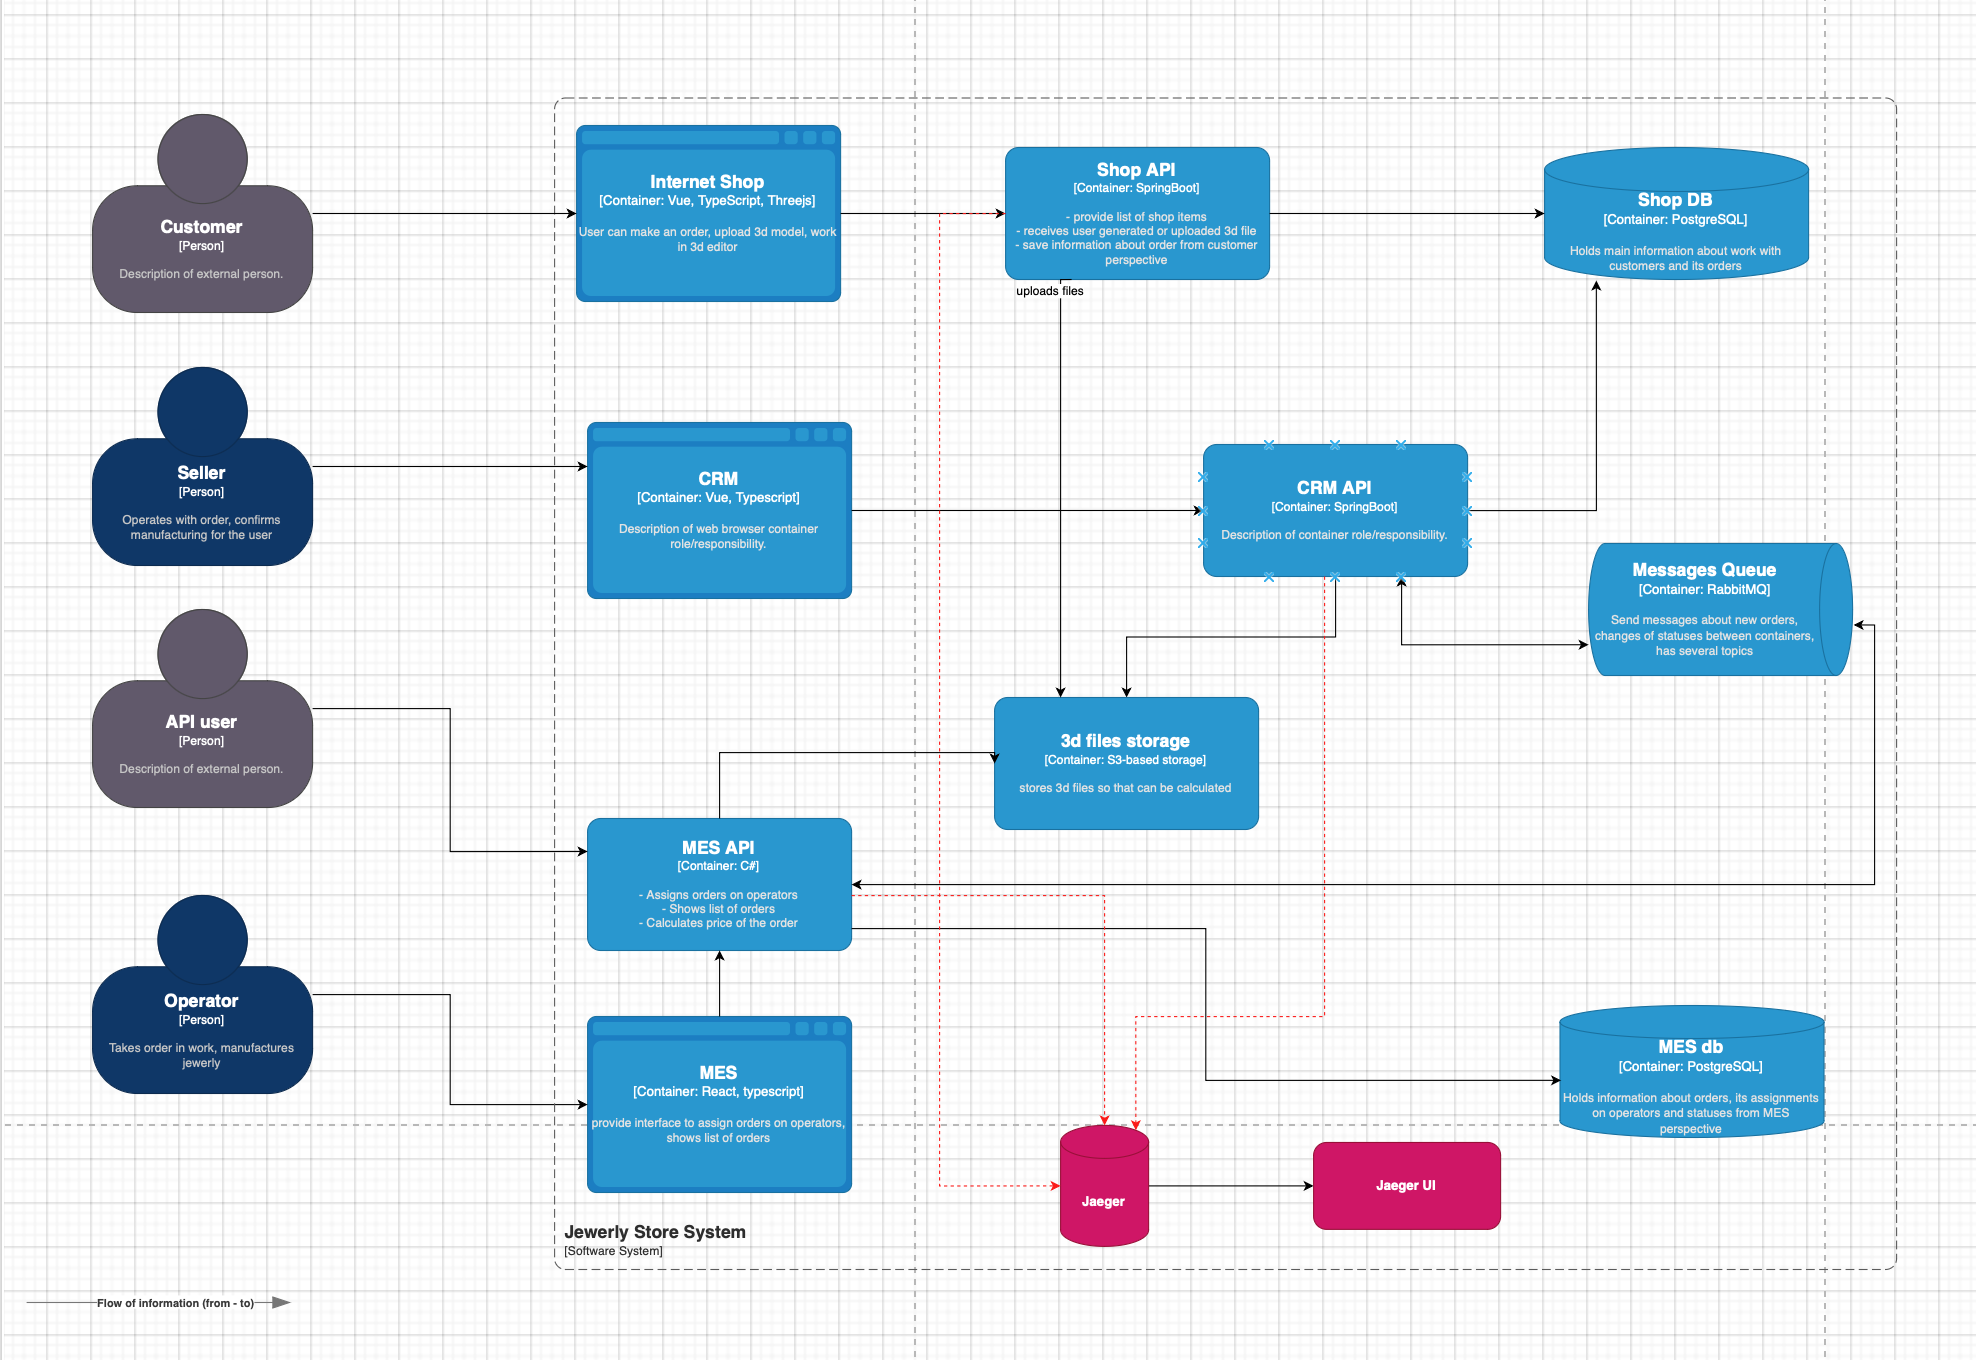 Customer
[Person]
Description of external person.
Internet Shop
[Container: Vue, TypeScript, Threejs]
User can make an order, upload 3d model, work
in 3d editor
Shop API
[Container: SpringBoot]
- provide list of shop items
- receives user generated or uploaded 3d file
- save information about order from customer
perspective
uploads files
Shop DB
[Container: PostgreSQL]
Holds main information about work with
customers and its orders
Seller
[Person]
Operates with order, confirms
manufacturing for the user
CRM
[Container: Vue, Typescript]
Description of web browser container
role/responsibility.
CRM API
[Container: SpringBoot]
Description of container role/responsibility.
Messages Queue
[Container: RabbitMQ]
Send messages about new orders,
changes of statuses between containers,
has several topics
API user
[Person]
Description of external person.
3d files storage
[Container: S3-based storage]
stores 3d files so that can be calculated
MES API
[Container: C#]
- Assigns orders on operators
- Shows list of orders
- Calculates price of the order
Operator
[Person]
Takes order in work, manufactures
jewerly
MES
[Container: React, typescript]
provide interface to assign orders on operators,
shows list of orders
MES db
[Container: PostgreSQL]
Holds information about orders, its assignments
on operators and statuses from MES
perspective
Jaeger
Jaeger UI
Jewerly Store System
[Software System]
Flow of information (from - to)